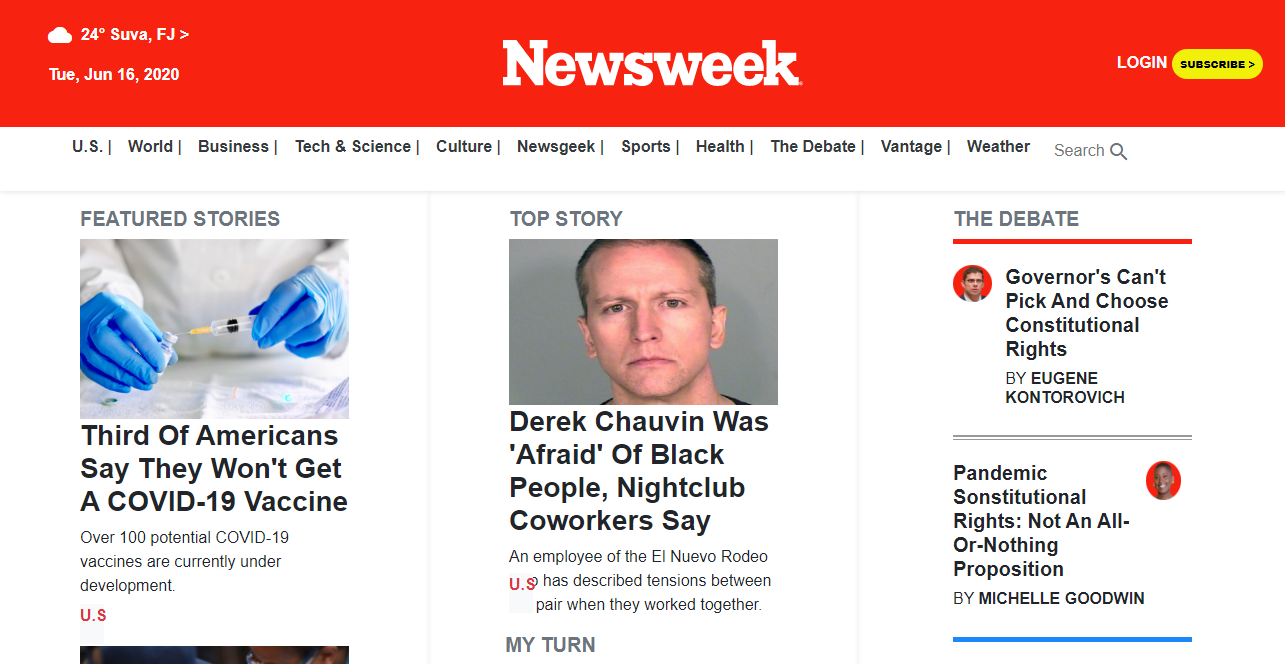 24° Suva, FJ >
Tue, Jun 16, 2020
Newsweek
LOGIN SUBSCRIBE >
U.S. | World | Business | Tech & Science | Culture | Newsgeek | Sports | Health | The Debate | Vantage | Weather Search
FEATURED STORIES
Third Of Americans
Say They Won't Get
A COVID-19 Vaccine
Over 100 potential COVID-19
vaccines are currently under
development.
U.S
TOP STORY
Derek Chauvin Was
'Afraid' Of Black
People, Nightclub
Coworkers Say
An employee of the El Nuevo Rodeo
has described tensions between
pair when they worked together.
U.S
MY TURN
THE DEBATE
Governor's Can't
Pick And Choose
Constitutional
Rights
BY EUGENE
KONTOROVICH
Pandemic
Sonstitutional
Rights: Not An All-
Or-Nothing
Proposition
BY MICHELLE GOODWIN